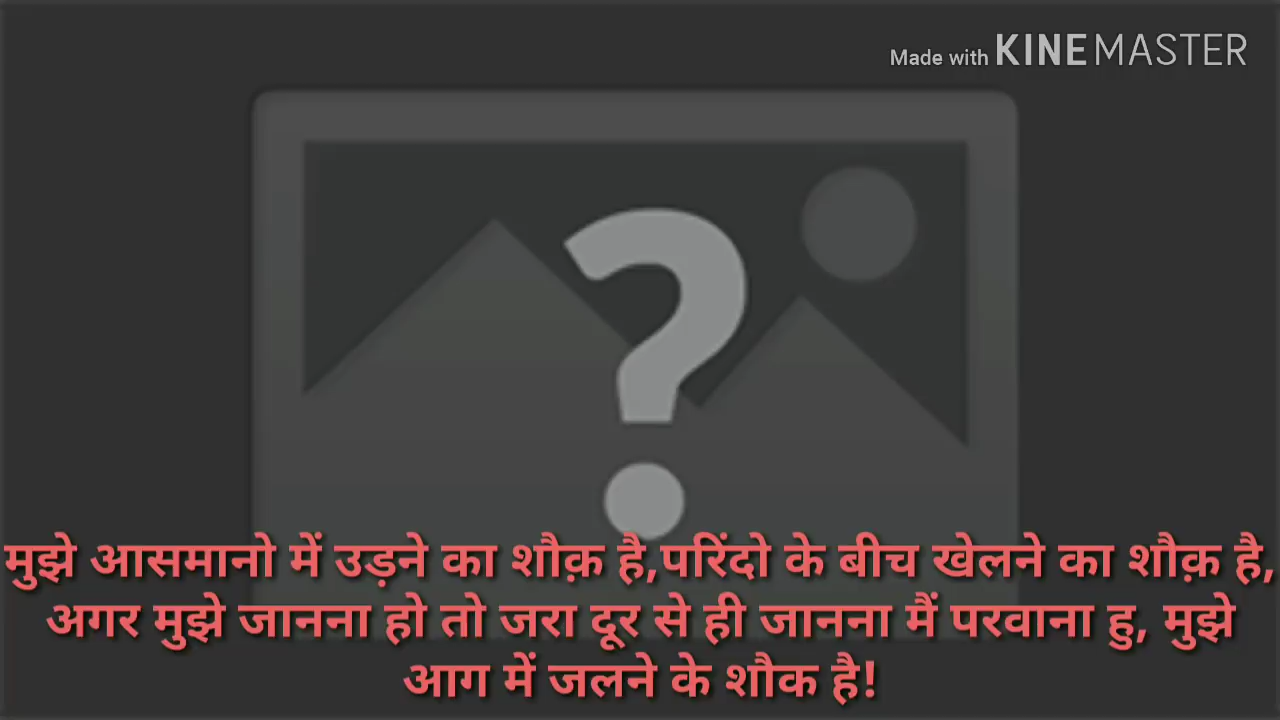 Made with KINEMASTER
मुझे आसमानो में उड़ने का शौक़ है,परिंदो के बीच खेलने का शौक़ है,
अगर मुझे जानना हो तो जरा दूर से ही जानना मैं परवाना हु, मुझे
आग में जलने के शौक है!